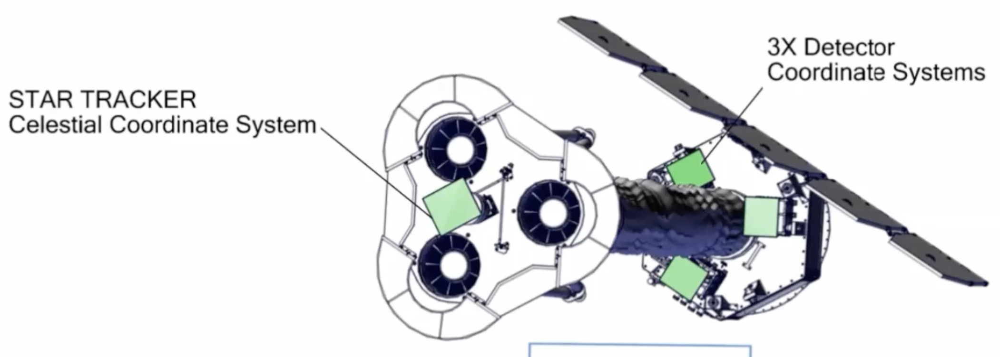 3X Detector
Coordinate Systems
STAR TRACKER
Celestial Coordinate System